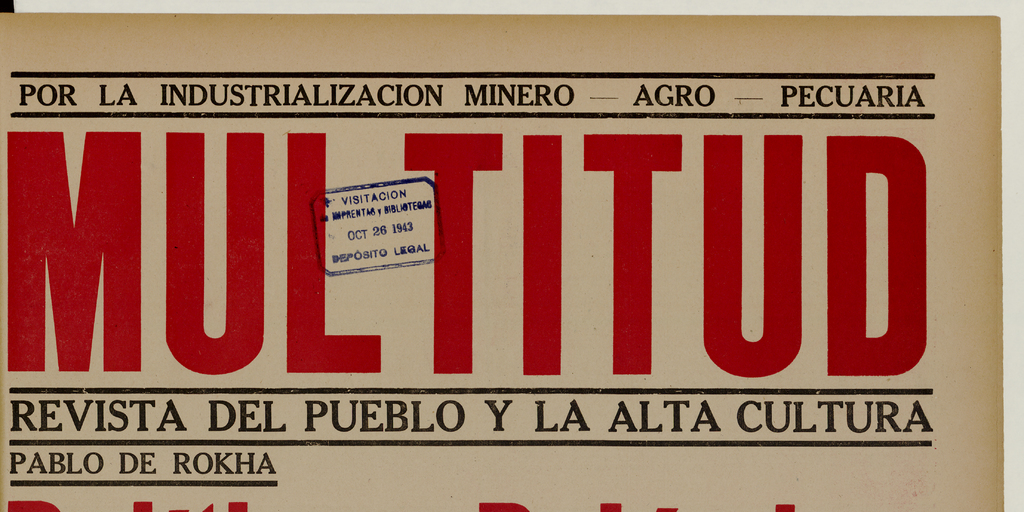 POR LA INDUSTRIALIZACION MINERO — AGRO — PECUARIA
MULTITUD
VISITACION
IMPRENTAS y BIBLIOTECAS
OCT 26 1943
DEPÓSITO LEGAL
REVISTA DEL PUEBLO Y LA ALTA CULTURA
PABLO DE ROKHA